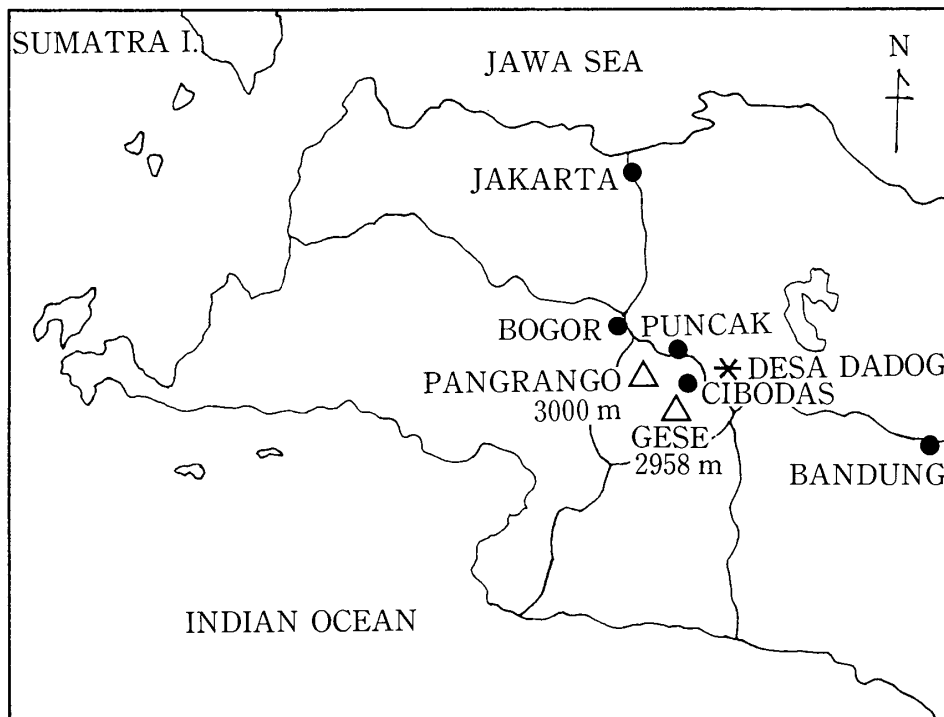 SUMATRA I.
JAWA SEA
N
JAKARTA
BOGOR
PUNCAK
PANGRANGO
3000 m
DESA DADOG
CIBODAS
GESE
2958 m
BANDUNG
INDIAN OCEAN